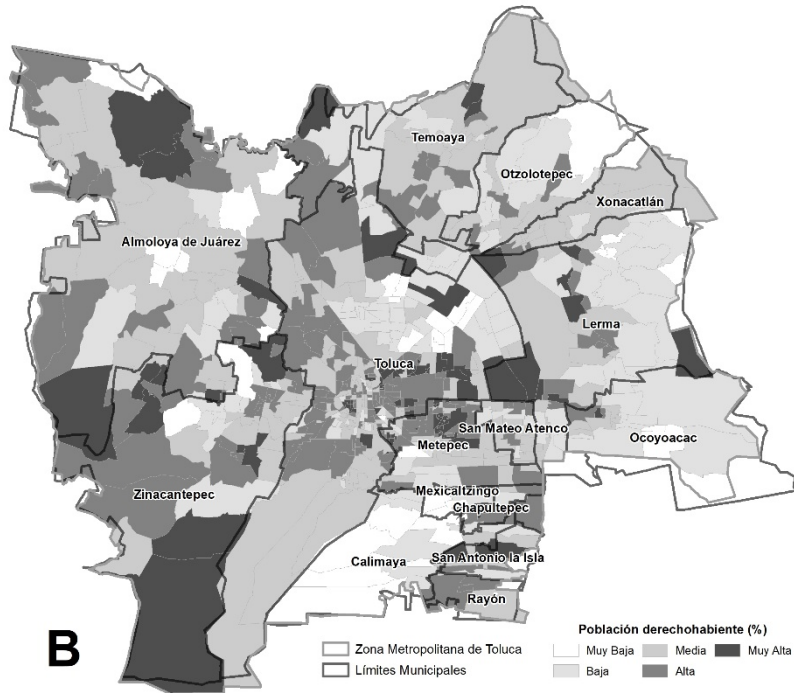 Temoaya
Otzolotepec
Xonacatlán
Almoloya de Juárez
Lerma
Toluca
San Mateo Atenco
Ocoyoacac
Metepec
Zinacantepec
Mexicaltzingo
Chapultepec
Calimaya
San Antonio la Isla
Rayón
B
Zona Metropolitana de Toluca
Límites Municipales
Población derechohabiente (%)
Muy Baja
Media
Muy Alta
Baja
Alta